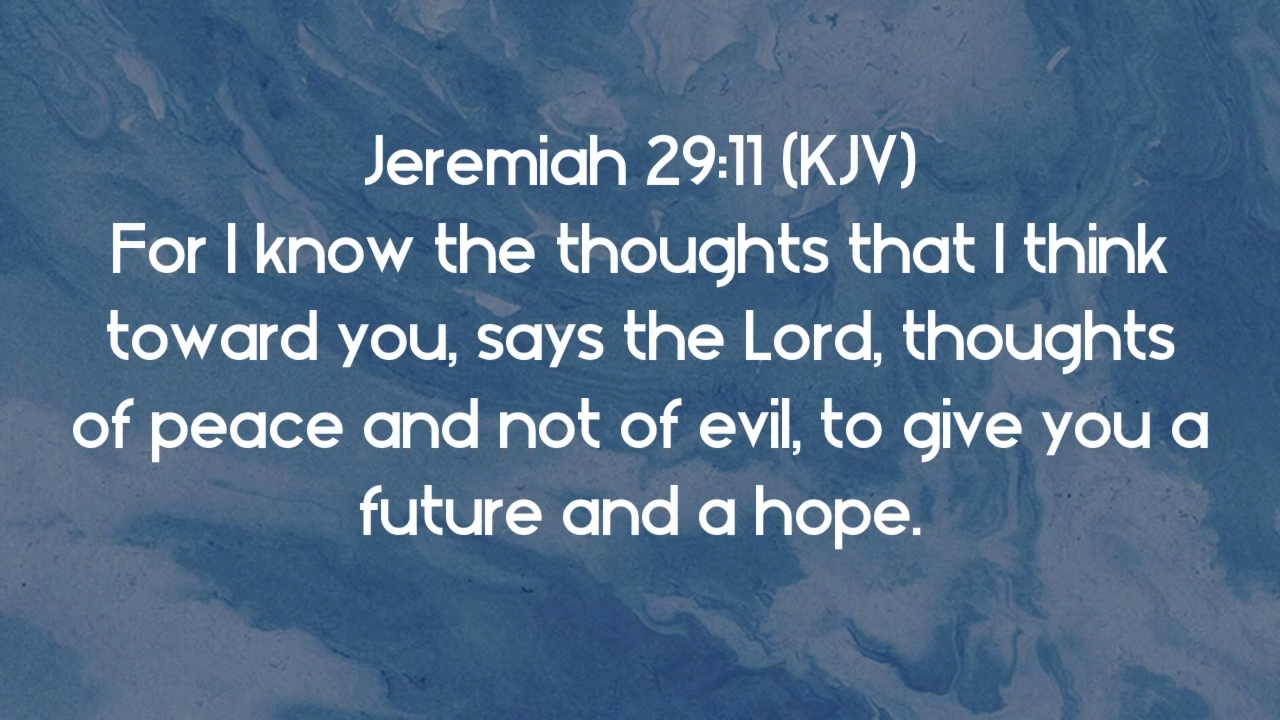 Jeremiah 29:11 (KJV)
For I know the thoughts that I think
toward you, says the Lord, thoughts
of peace and not of evil, to give you a
future and a hope.